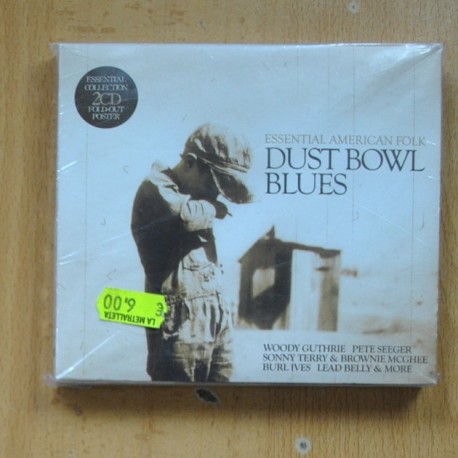 ESSENTIAL
COLLECTION
2CD
FOLD-OUT
POSTER
ESSENTIAL AMERICAN FOLK
DUST BOWL
BLUES
LA METRALLETA
€
6,00
WOODY GUTHRIE PETE SEEGER
SONNY TERRY & BROWNIE MCGHEE
BURL IVES LEAD BELLY & MORE